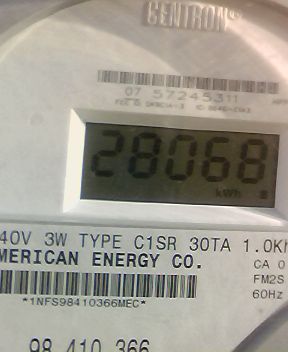 CENTRON®
07 57245311
28068
kWh
40V 3W TYPE C1SR 30TA 1.0Kh
MERICAN ENERGY CO.
CA 0
FM2S
60Hz
*1NFS98410366MEC*
98 410 366